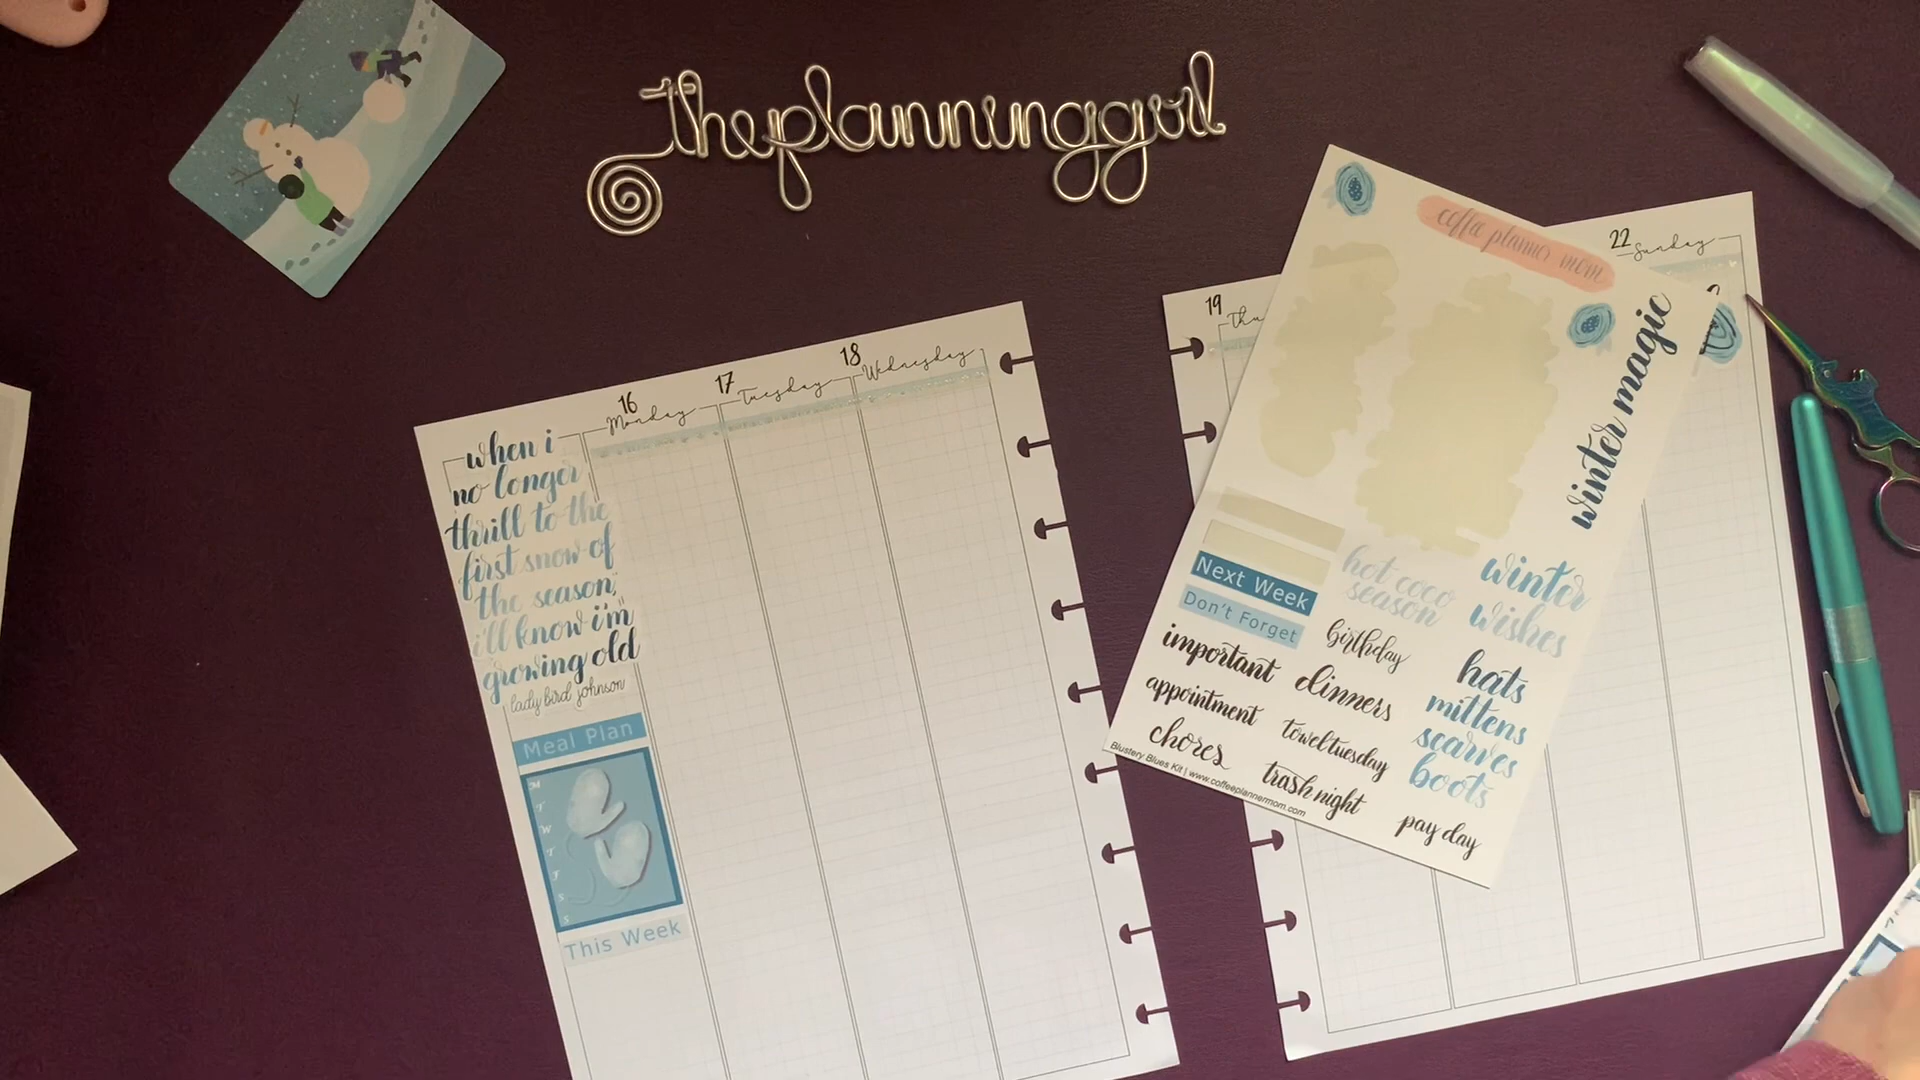 theplanninggirl
16 Monday
17 Tuesday
18 Wednesday
when i
no longer
thrill to the
first snow of
the season,
i'll know i'm
growing old
lady bird johnson
Meal Plan
M
T
W
T
F
S
S
This Week
19 Thu
22 Sunday
coffee planner mom
winter magic
Next Week
Don't Forget
hot coco
season
winter
wishes
important
birthday
hats
mittens
scarves
boots
appointment
dinners
chores
towel tuesday
trash night
pay day
Blustery Blues Kit | www.coffeeplannermom.com